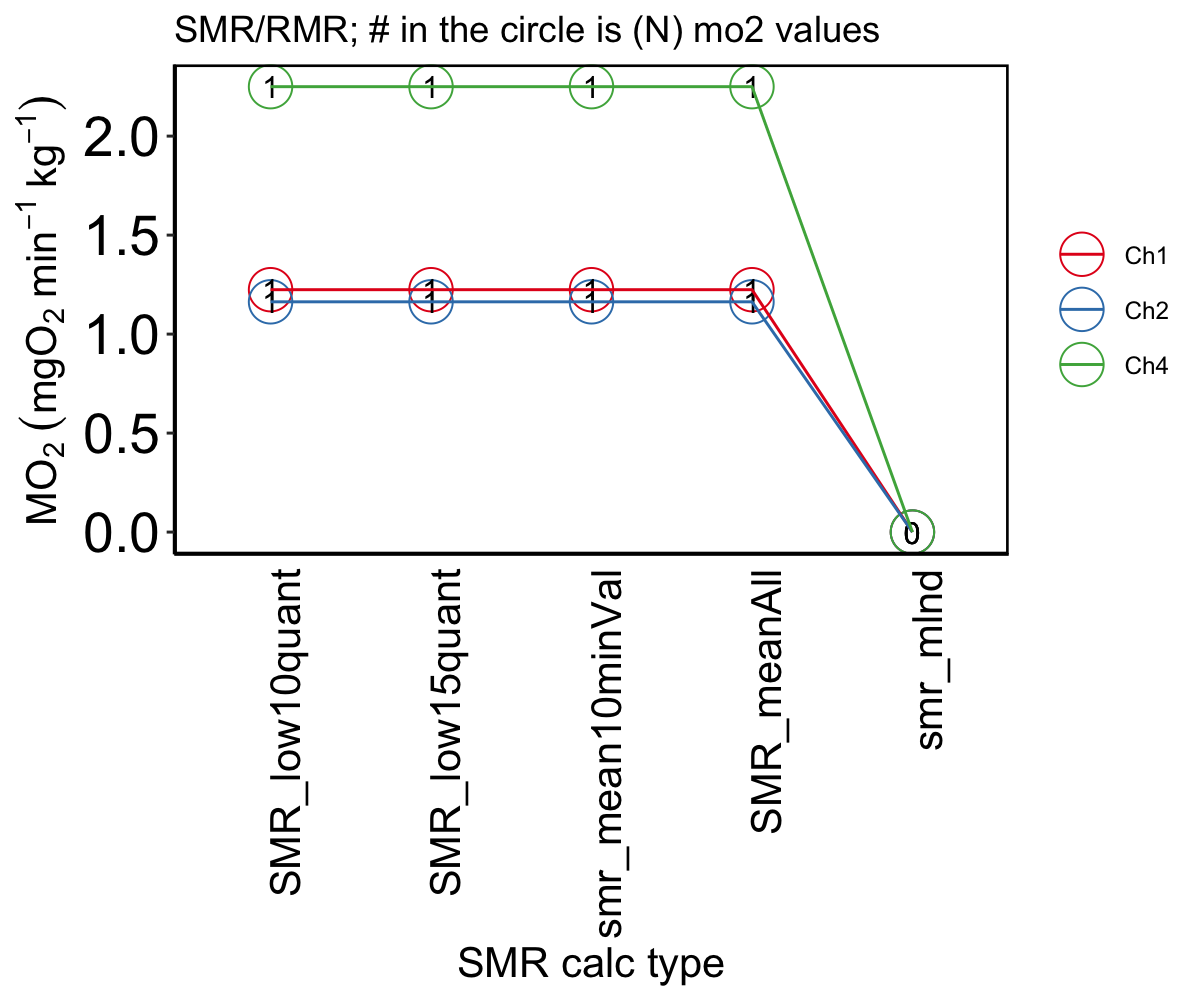 SMR/RMR; # in the circle is (N) mo2 values
MO₂ (mgO₂ min⁻¹ kg⁻¹)
2.0
1.5
1.0
0.5
0.0
1 1 1 1
1 1 1 1
1 1 1 1
0
Ch1
Ch2
Ch4
SMR_low10quant
SMR_low15quant
smr_mean10minVal
SMR_meanAll
smr_mlnd
SMR calc type